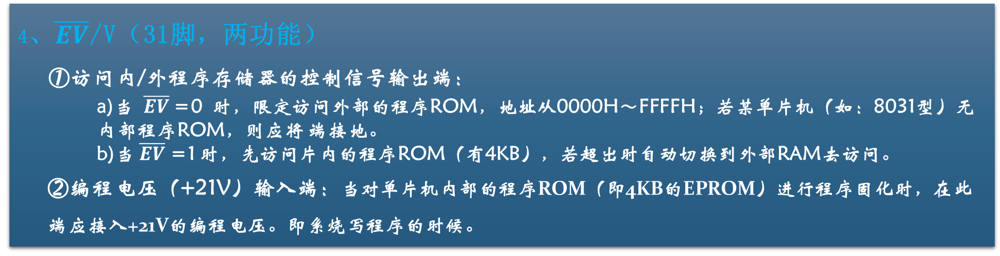 4、E̅V̅/V（31脚，两功能）
①访问内/外程序存储器的控制信号输出端：
a)当 E̅V̅ =0 时，限定访问外部的程序ROM，地址从0000H～FFFFH；若某单片机（如：8031型）无
内部程序ROM，则应将 端接地。
b)当 E̅V̅ =1时，先访问片内的程序ROM（有4KB），若超出时自动切换到外部RAM去访问。
②编程电压（+21V）输入端：当对单片机内部的程序ROM（即4KB的EPROM）进行程序固化时，在此
端应接入+21V的编程电压。即系烧写程序的时候。